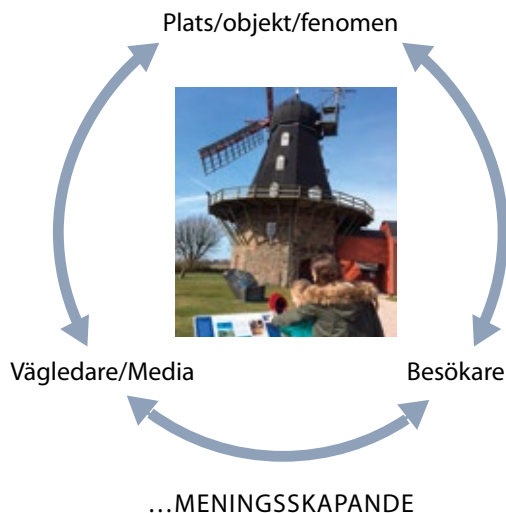 Plats/objekt/fenomen
Vägledare/Media
Besökare
...MENINGSSKAPANDE